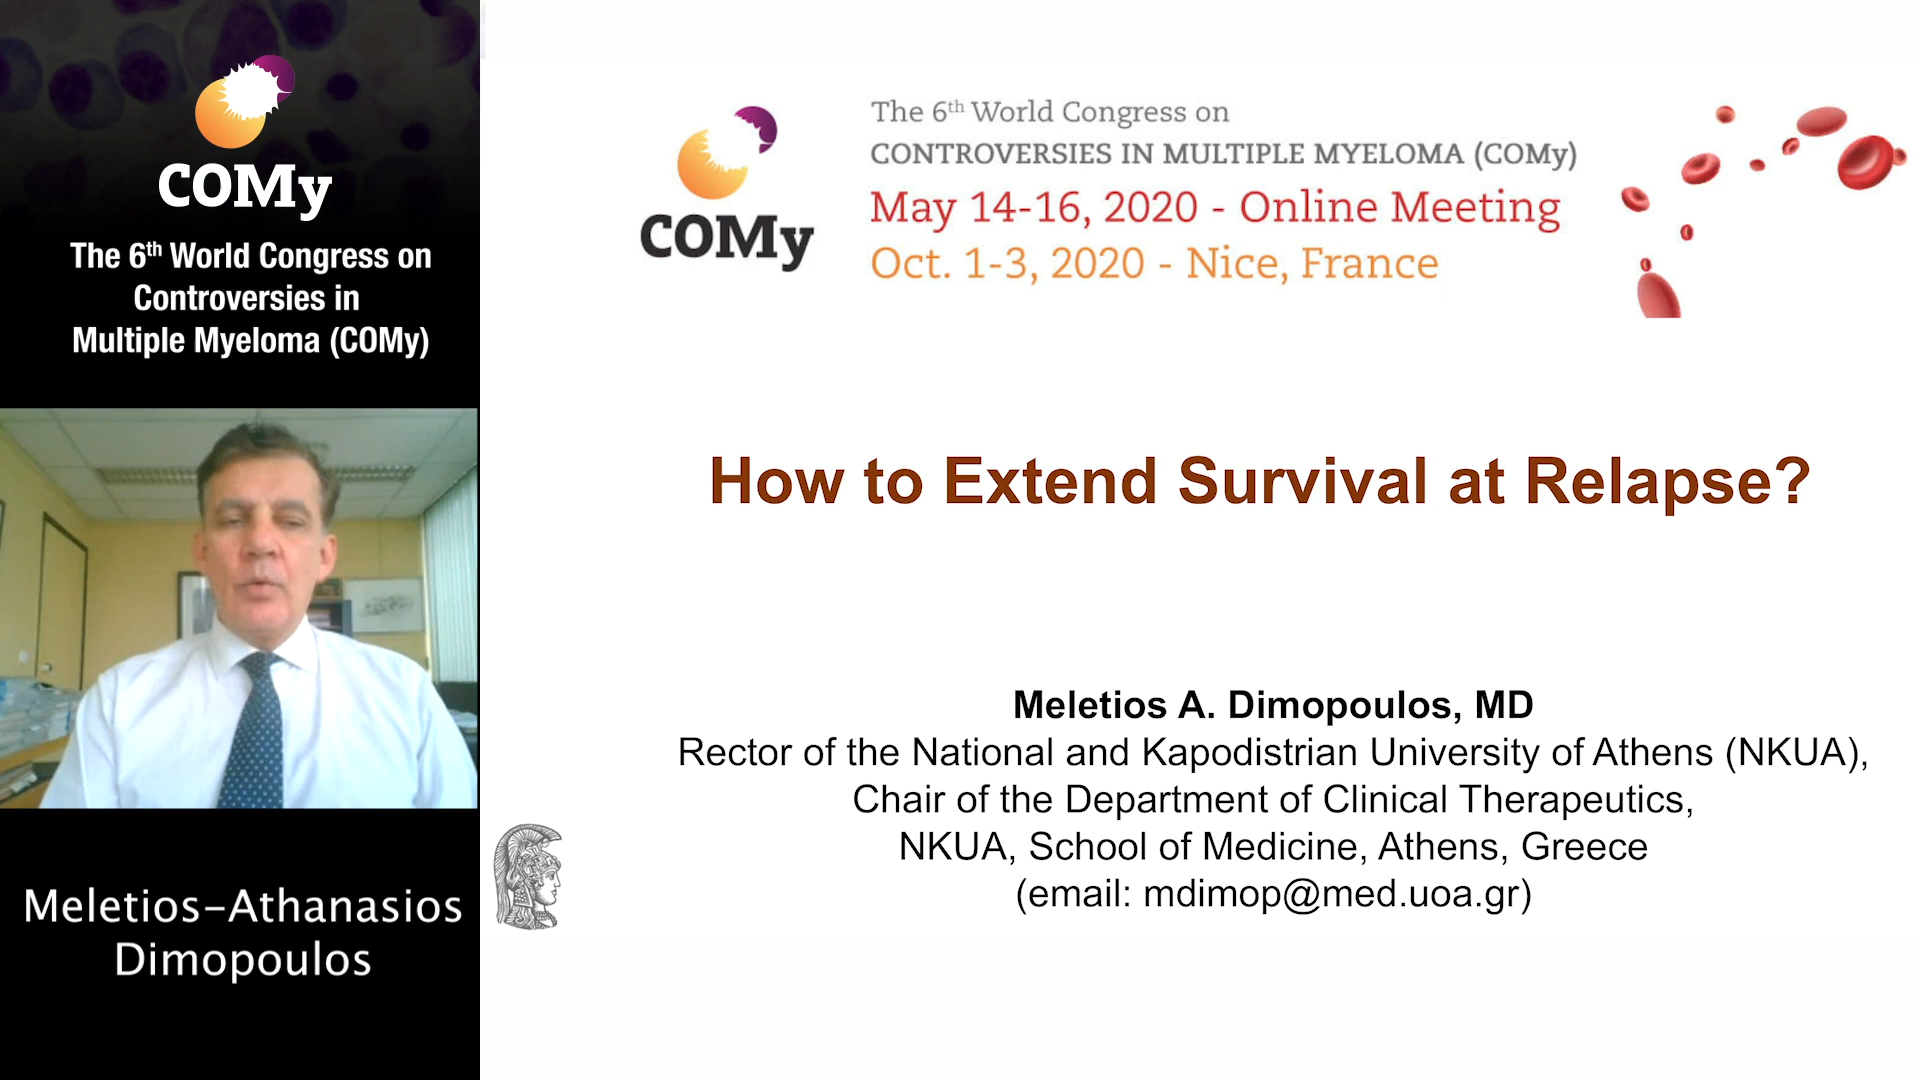 COMy
The 6th World Congress on
Controversies in
Multiple Myeloma (COMy)
Meletios-Athanasios
Dimopoulos
COMy
The 6th World Congress on
CONTROVERSIES IN MULTIPLE MYELOMA (COMy)
May 14-16, 2020 - Online Meeting
Oct. 1-3, 2020 - Nice, France
How to Extend Survival at Relapse?
Meletios A. Dimopoulos, MD
Rector of the National and Kapodistrian University of Athens (NKUA),
Chair of the Department of Clinical Therapeutics,
NKUA, School of Medicine, Athens, Greece
(email: mdimop@med.uoa.gr)